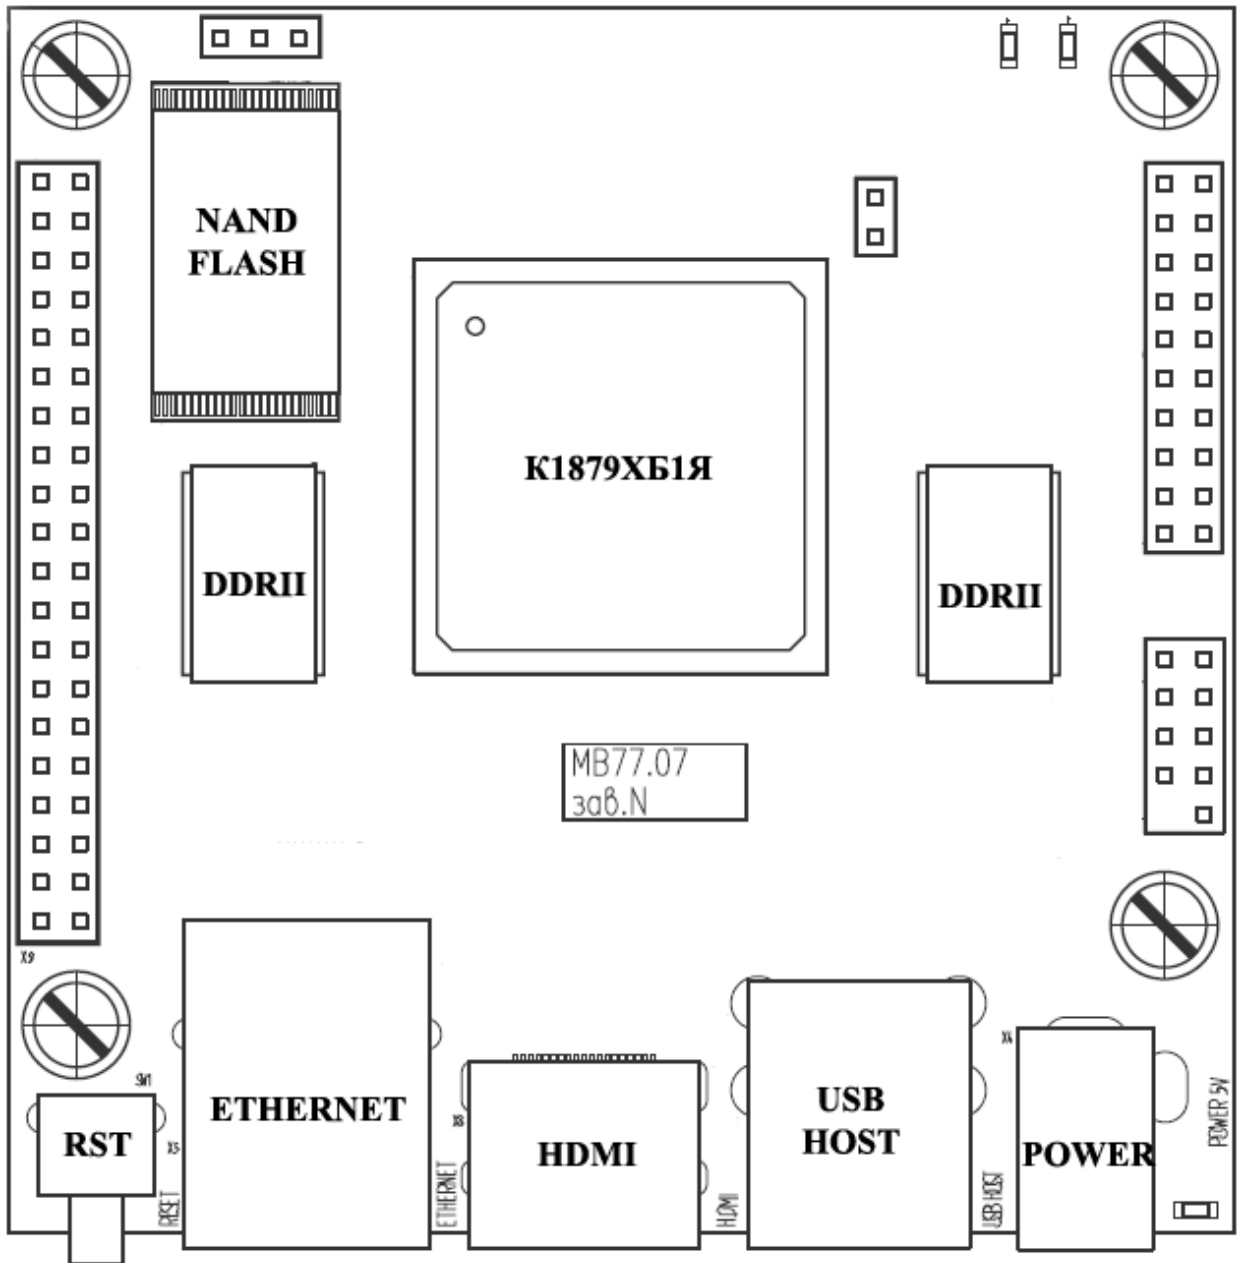 NAND
FLASH
К1879ХБ1Я
DDRII
DDRII
MB77.07
зав.N
X9
SW1
RST
X5
RESET
ETHERNET
ETHERNET
X8
HDMI
HDMI
USB
HOST
USB HOST
X4
POWER
POWER 5V